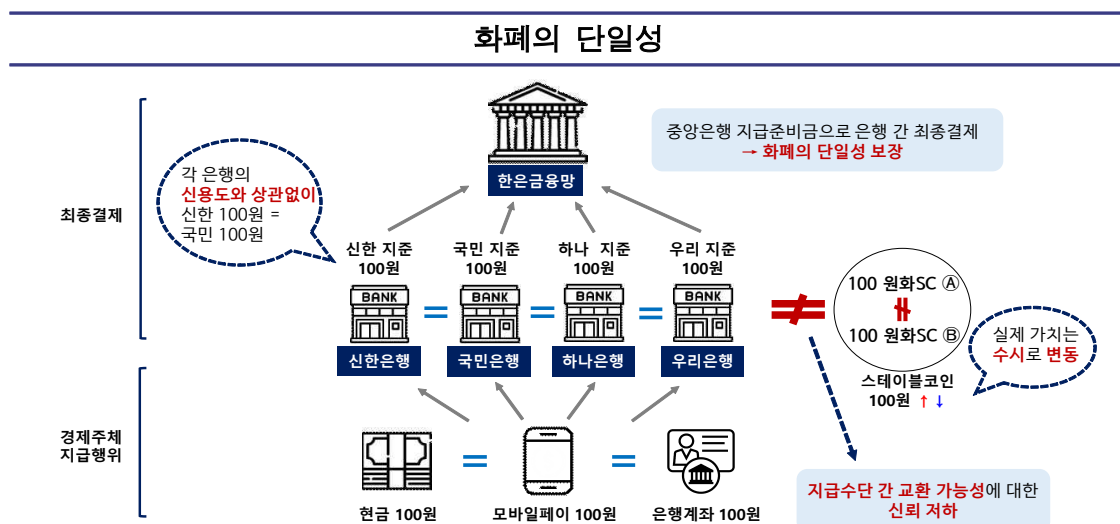 화폐의 단일성
중앙은행 지급준비금으로 은행 간 최종결제
→ 화폐의 단일성 보장
한은금융망
각 은행의
신용도와 상관없이
신한 100원 =
국민 100원
최종결제
신한 지준
100원
국민 지준
100원
하나 지준
100원
우리 지준
100원
BANK
=
BANK
=
BANK
=
BANK
≠
100 원화SC Ⓐ
≠
100 원화SC Ⓑ
실제 가치는
수시로 변동
신한은행
국민은행
하나은행
우리은행
스테이블코인
100원 ↑ ↓
경제주체
지급행위
=
=
현금 100원
모바일페이 100원
은행계좌 100원
지급수단 간 교환 가능성에 대한
신뢰 저하